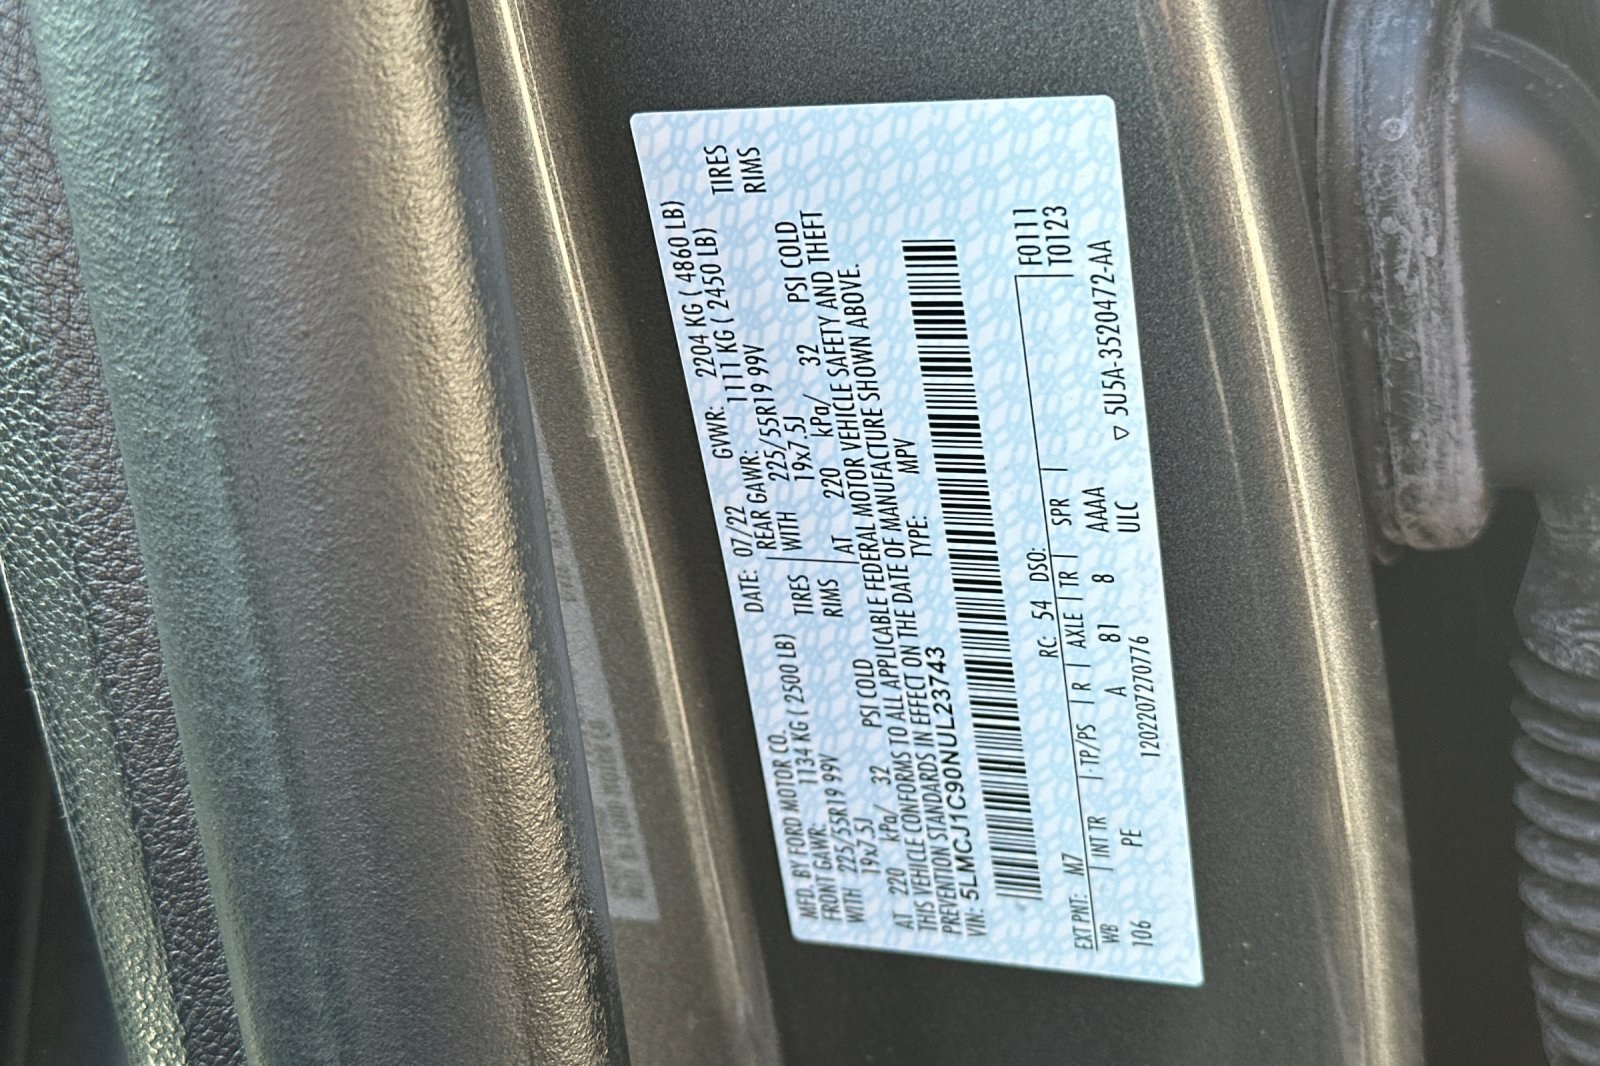 MFD. BY FORD MOTOR CO.
DATE: 07/22 GVWR: 2204 KG ( 4860 LB)
FRONT GAWR: 1134 KG ( 2500 LB) REAR GAWR: 1111 KG ( 2450 LB)
WITH 225/55R19 99V TIRES WITH 225/55R19 99V TIRES
19x7.5J RIMS 19x7.5J RIMS
AT 220 kPa/ 32 PSI COLD AT 220 kPa/ 32 PSI COLD
THIS VEHICLE CONFORMS TO ALL APPLICABLE FEDERAL MOTOR VEHICLE SAFETY AND THEFT
PREVENTION STANDARDS IN EFFECT ON THE DATE OF MANUFACTURE SHOWN ABOVE.
VIN: 5LMCJ1C90NUL23743 TYPE: MPV
F0111
EXT PNT: M7 RC: 54 DSO: T0123
WB INT TR TP/PS R AXLE TR SPR
106 PE A 81 8 AAAA
120220727O776 ULC ▽ 5U5A-3520472-AA